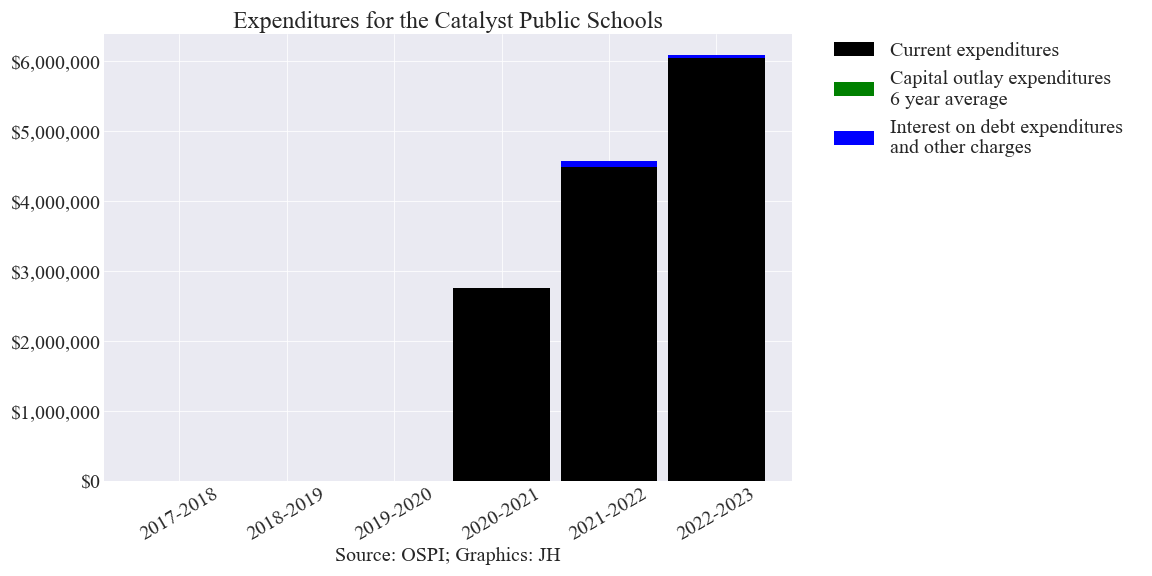 Expenditures for the Catalyst Public Schools
$6,000,000
$5,000,000
$4,000,000
$3,000,000
$2,000,000
$1,000,000
$0
2017-2018
2018-2019
2019-2020
2020-2021
2021-2022
2022-2023
Source: OSPI; Graphics: JH
Current expenditures
Capital outlay expenditures
6 year average
Interest on debt expenditures
and other charges